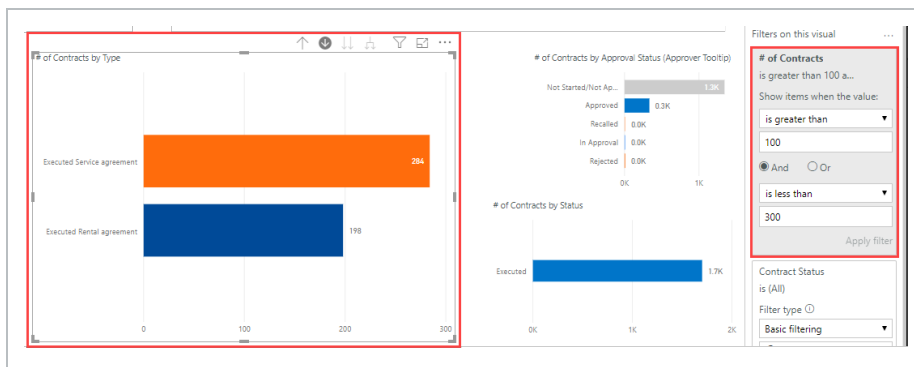 # of Contracts by Type
Executed Service agreement
284
Executed Rental agreement
198
0 100 200 300
# of Contracts by Approval Status (Approver Tooltip)
Not Started/Not Ap... 1.3K
Approved 0.3K
Recalled 0.0K
In Approval 0.0K
Rejected 0.0K
0K 1K
# of Contracts by Status
Executed 1.7K
0K 1K 2K
Filters on this visual
# of Contracts
is greater than 100 a...
Show items when the value:
is greater than
100
And Or
is less than
300
Apply filter
Contract Status
is (All)
Filter type
Basic filtering